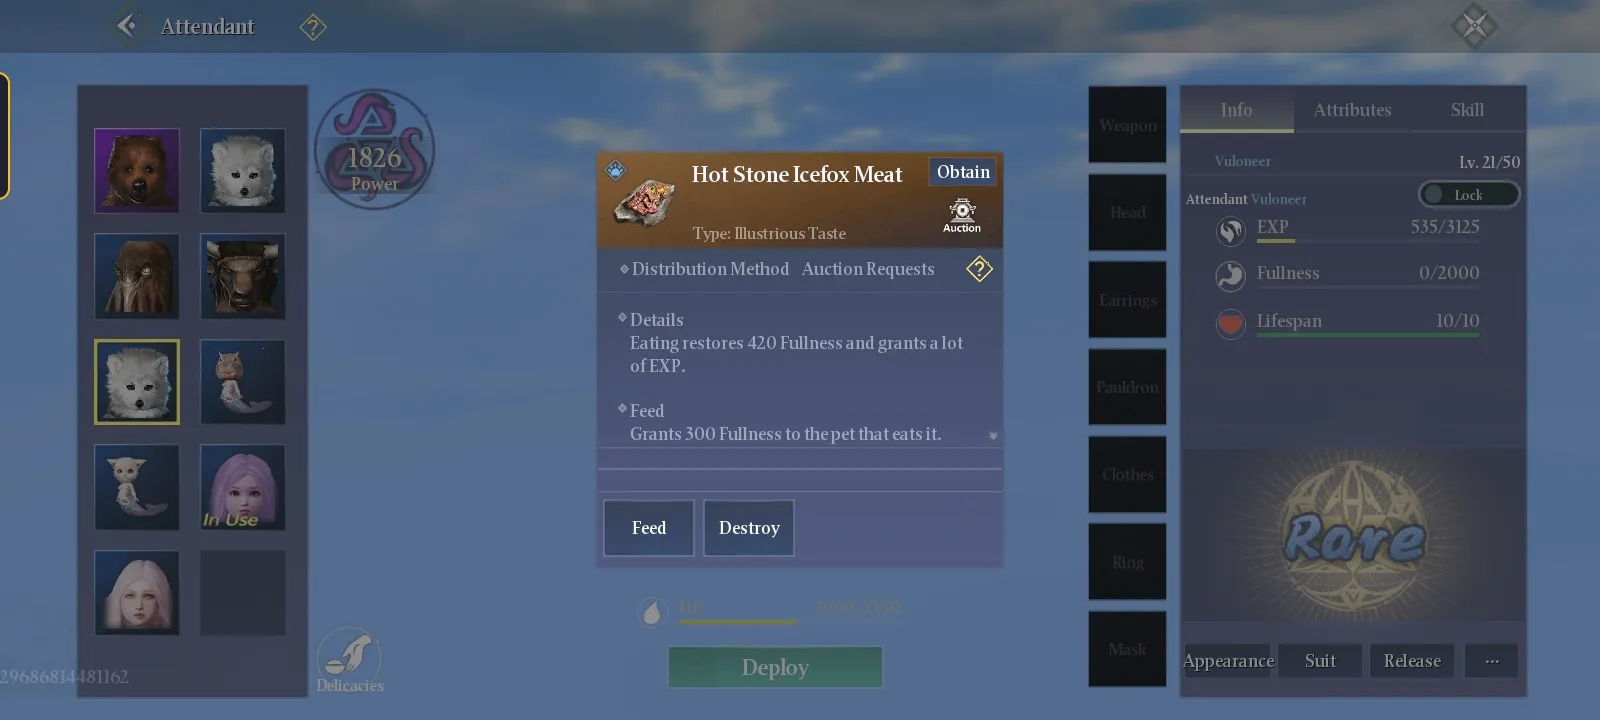 Attendant
?
1826
Power
In Use
Delicacies
29686814481162
Hot Stone Icefox Meat
Obtain
Auction
Type: Illustrious Taste
Distribution Method Auction Requests
?
Details
Eating restores 420 Fullness and grants a lot
of EXP.
Feed
Grants 300 Fullness to the pet that eats it.
Feed
Destroy
HP
Deploy
Weapon
Head
Earrings
Pauldron
Clothes
Ring
Mask
Info
Attributes
Skill
Vuloneer
Lv. 21/50
Attendant Vuloneer
Lock
EXP 535/3125
Fullness 0/2000
Lifespan 10/10
Rare
Appearance
Suit
Release
...